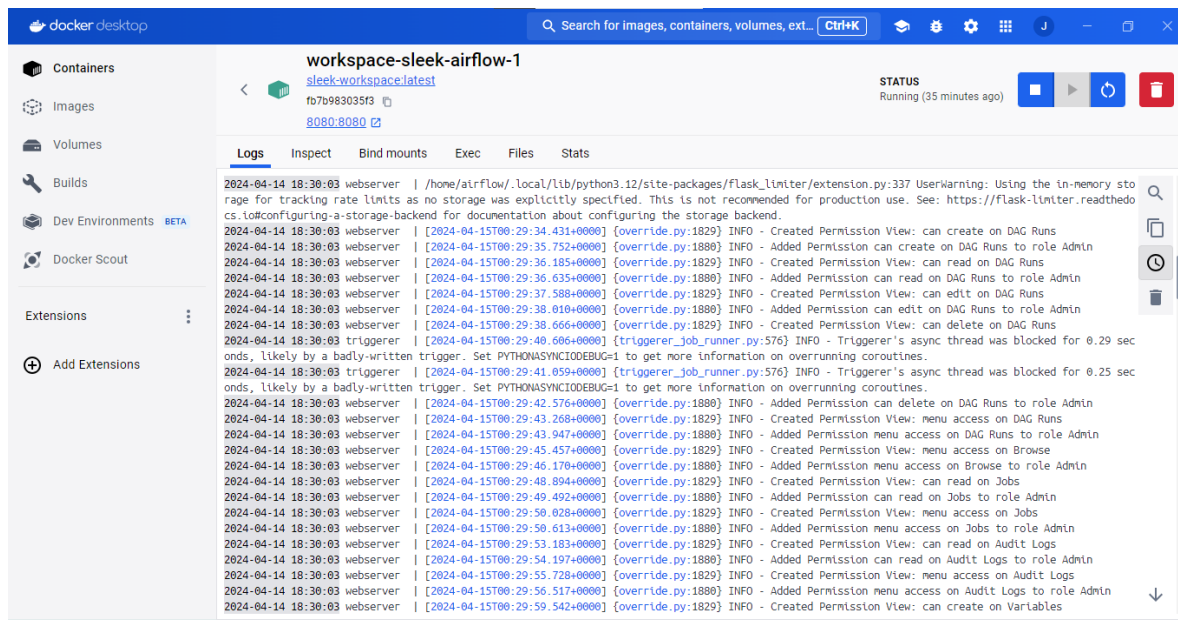 docker desktop
Search for images, containers, volumes, ext... Ctrl+K
J
Containers
Images
Volumes
Builds
Dev Environments BETA
Docker Scout
Extensions
Add Extensions
workspace-sleek-airflow-1
sleek-workspace:latest
fb7b983035f3
8080:8080
STATUS
Running (35 minutes ago)
Logs Inspect Bind mounts Exec Files Stats
2024-04-14 18:30:03 webserver | /home/airflow/.local/lib/python3.12/site-packages/flask_limiter/extension.py:337 UserWarning: Using the in-memory sto
rage for tracking rate limits as no storage was explicitly specified. This is not recommended for production use. See: https://flask-limiter.readthedo
cs.io#configuring-a-storage-backend for documentation about configuring the storage backend.
2024-04-14 18:30:03 webserver | [2024-04-15T00:29:34.431+0000] {override.py:1829} INFO - Created Permission View: can create on DAG Runs
2024-04-14 18:30:03 webserver | [2024-04-15T00:29:35.752+0000] {override.py:1880} INFO - Added Permission can create on DAG Runs to role Admin
2024-04-14 18:30:03 webserver | [2024-04-15T00:29:36.185+0000] {override.py:1829} INFO - Created Permission View: can read on DAG Runs
2024-04-14 18:30:03 webserver | [2024-04-15T00:29:36.635+0000] {override.py:1880} INFO - Added Permission can read on DAG Runs to role Admin
2024-04-14 18:30:03 webserver | [2024-04-15T00:29:37.588+0000] {override.py:1829} INFO - Created Permission View: can edit on DAG Runs
2024-04-14 18:30:03 webserver | [2024-04-15T00:29:38.010+0000] {override.py:1880} INFO - Added Permission can edit on DAG Runs to role Admin
2024-04-14 18:30:03 webserver | [2024-04-15T00:29:38.666+0000] {override.py:1829} INFO - Created Permission View: can delete on DAG Runs
2024-04-14 18:30:03 triggerer | [2024-04-15T00:29:40.606+0000] {triggerer_job_runner.py:576} INFO - Triggerer's async thread was blocked for 0.29 sec
onds, likely by a badly-written trigger. Set PYTHONASYNCIODEBUG=1 to get more information on overrunning coroutines.
2024-04-14 18:30:03 triggerer | [2024-04-15T00:29:41.059+0000] {triggerer_job_runner.py:576} INFO - Triggerer's async thread was blocked for 0.25 sec
onds, likely by a badly-written trigger. Set PYTHONASYNCIODEBUG=1 to get more information on overrunning coroutines.
2024-04-14 18:30:03 webserver | [2024-04-15T00:29:42.576+0000] {override.py:1880} INFO - Added Permission can delete on DAG Runs to role Admin
2024-04-14 18:30:03 webserver | [2024-04-15T00:29:43.268+0000] {override.py:1829} INFO - Created Permission View: menu access on DAG Runs
2024-04-14 18:30:03 webserver | [2024-04-15T00:29:43.947+0000] {override.py:1880} INFO - Added Permission menu access on DAG Runs to role Admin
2024-04-14 18:30:03 webserver | [2024-04-15T00:29:45.457+0000] {override.py:1829} INFO - Created Permission View: menu access on Browse
2024-04-14 18:30:03 webserver | [2024-04-15T00:29:46.170+0000] {override.py:1880} INFO - Added Permission menu access on Browse to role Admin
2024-04-14 18:30:03 webserver | [2024-04-15T00:29:48.894+0000] {override.py:1829} INFO - Created Permission View: can read on Jobs
2024-04-14 18:30:03 webserver | [2024-04-15T00:29:49.492+0000] {override.py:1880} INFO - Added Permission can read on Jobs to role Admin
2024-04-14 18:30:03 webserver | [2024-04-15T00:29:50.028+0000] {override.py:1829} INFO - Created Permission View: menu access on Jobs
2024-04-14 18:30:03 webserver | [2024-04-15T00:29:50.613+0000] {override.py:1880} INFO - Added Permission menu access on Jobs to role Admin
2024-04-14 18:30:03 webserver | [2024-04-15T00:29:53.183+0000] {override.py:1829} INFO - Created Permission View: can read on Audit Logs
2024-04-14 18:30:03 webserver | [2024-04-15T00:29:54.197+0000] {override.py:1880} INFO - Added Permission can read on Audit Logs to role Admin
2024-04-14 18:30:03 webserver | [2024-04-15T00:29:55.728+0000] {override.py:1829} INFO - Created Permission View: menu access on Audit Logs
2024-04-14 18:30:03 webserver | [2024-04-15T00:29:56.517+0000] {override.py:1880} INFO - Added Permission menu access on Audit Logs to role Admin
2024-04-14 18:30:03 webserver | [2024-04-15T00:29:59.542+0000] {override.py:1829} INFO - Created Permission View: can create on Variables